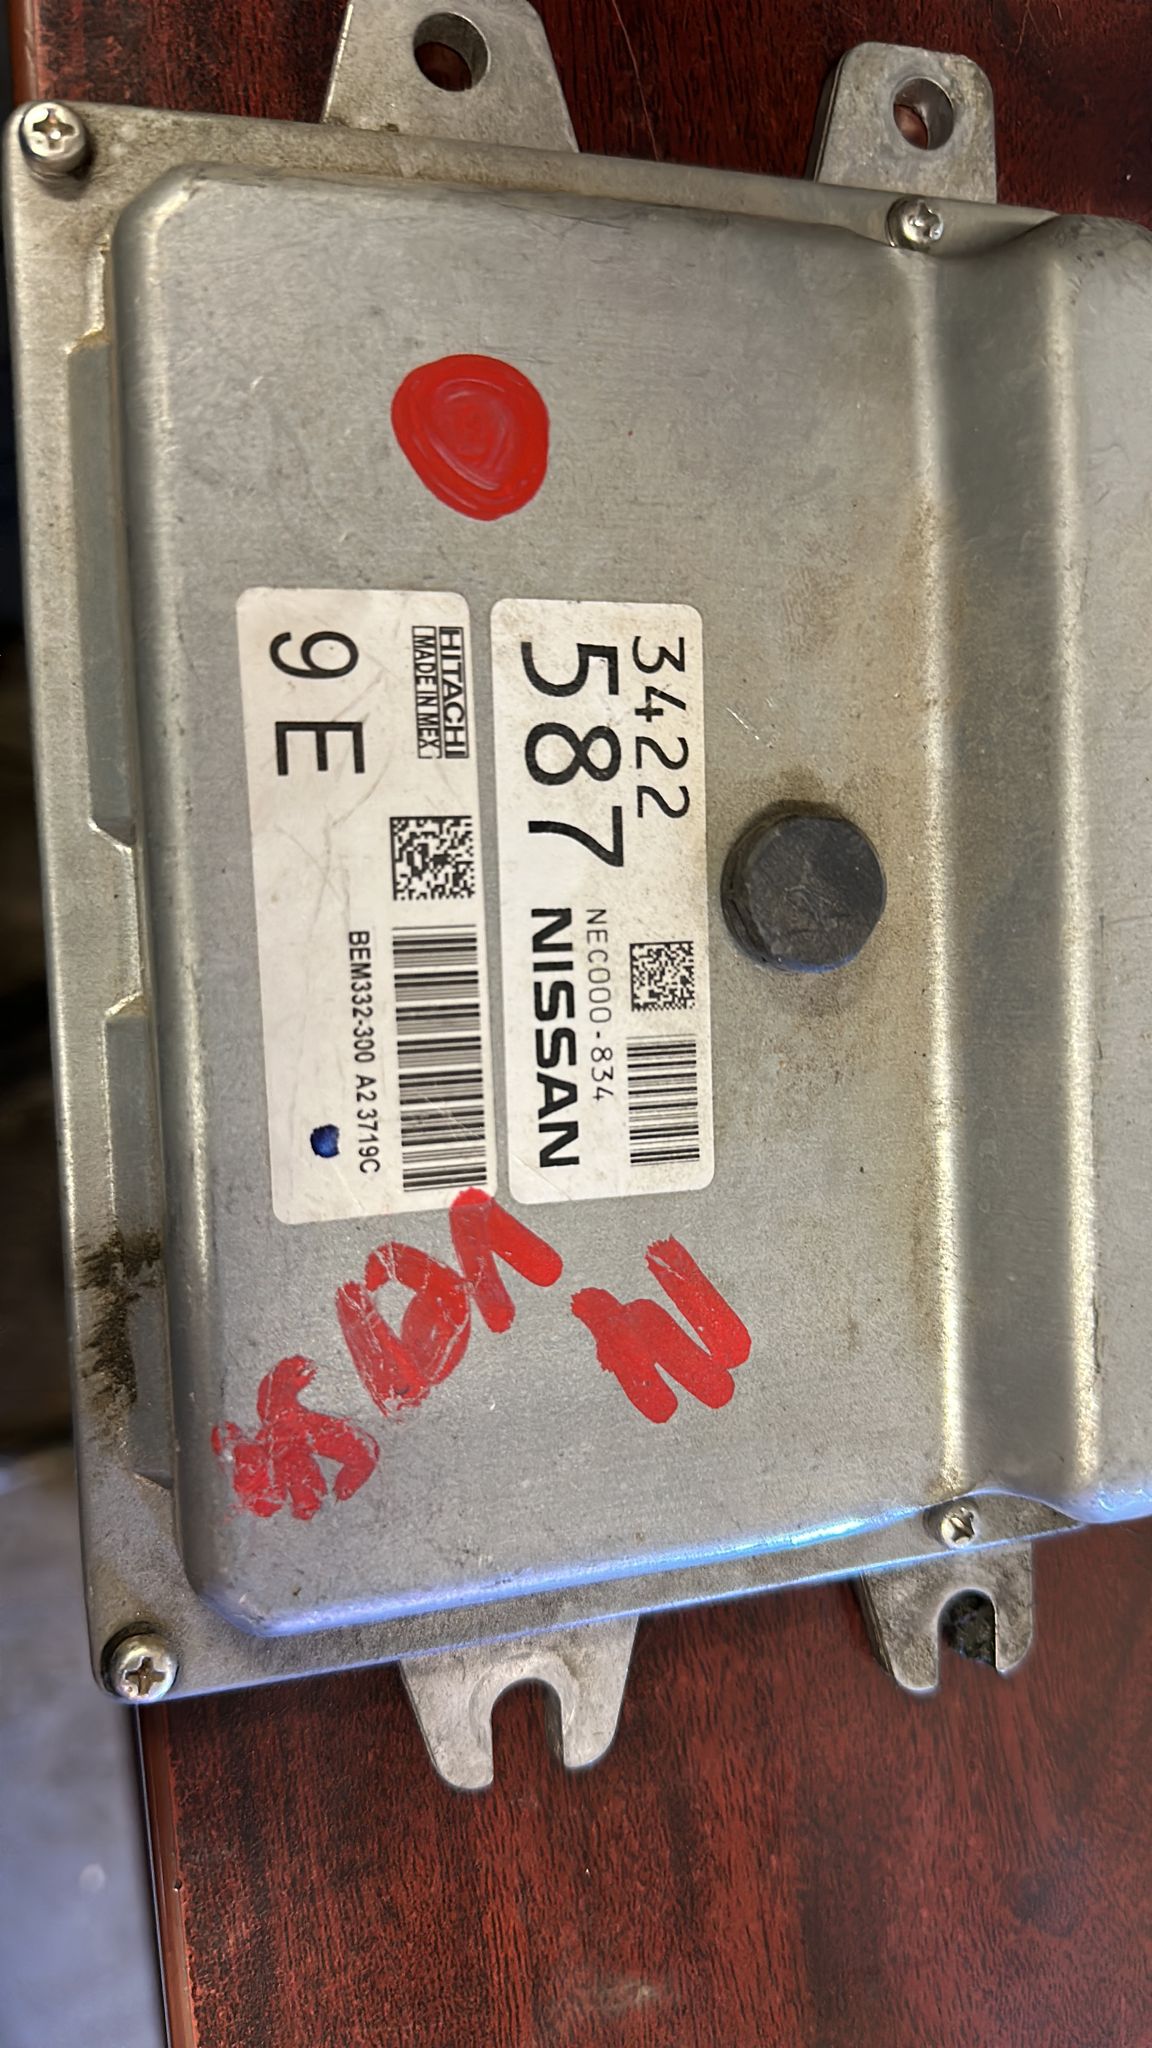 3422
587
NEC000-834
NISSAN
HITACHI
MADE IN MEX.
9E
BEM332-300 A2 3719C